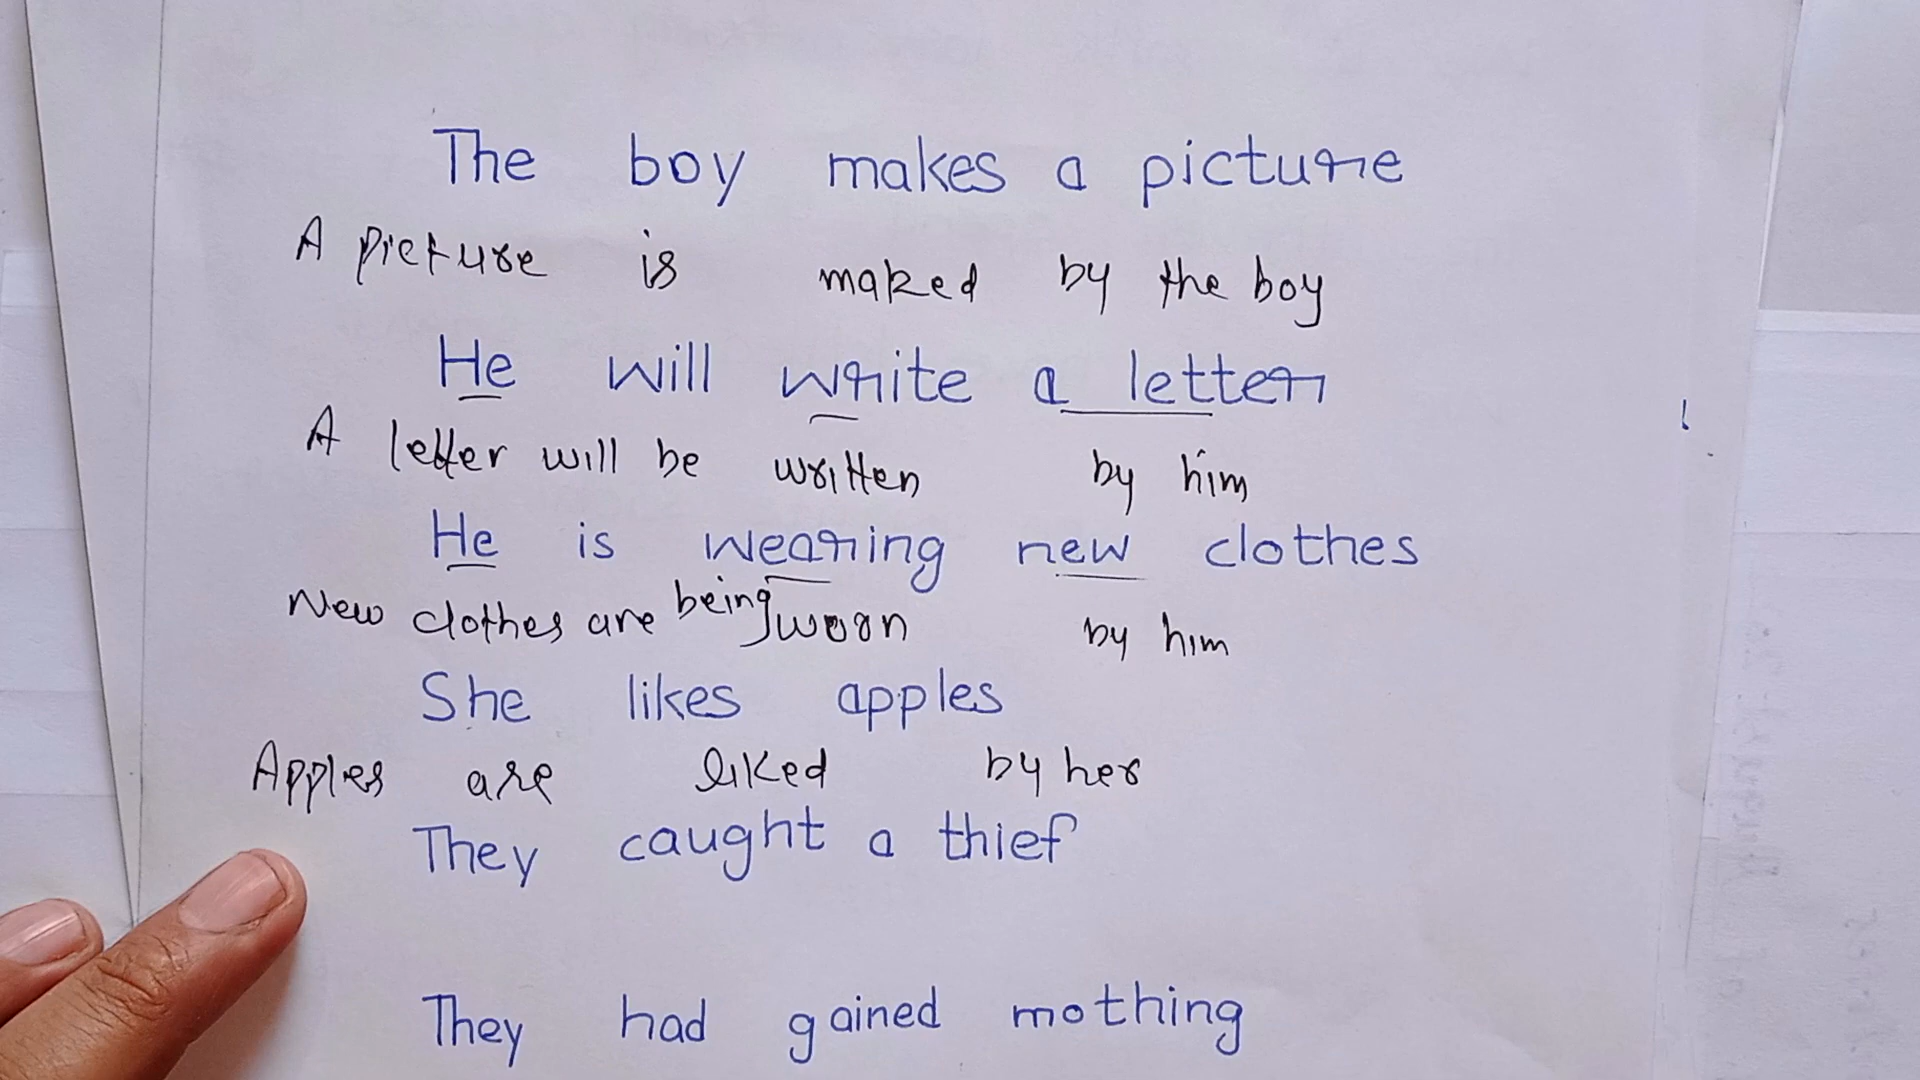 The boy makes a picture
A picture is maked by the boy
He will write a letter
A letter will be written by him
He is wearing new clothes
New clothes are being worn by him
She likes apples
Apples are liked by her
They caught a thief
They had gained mothing